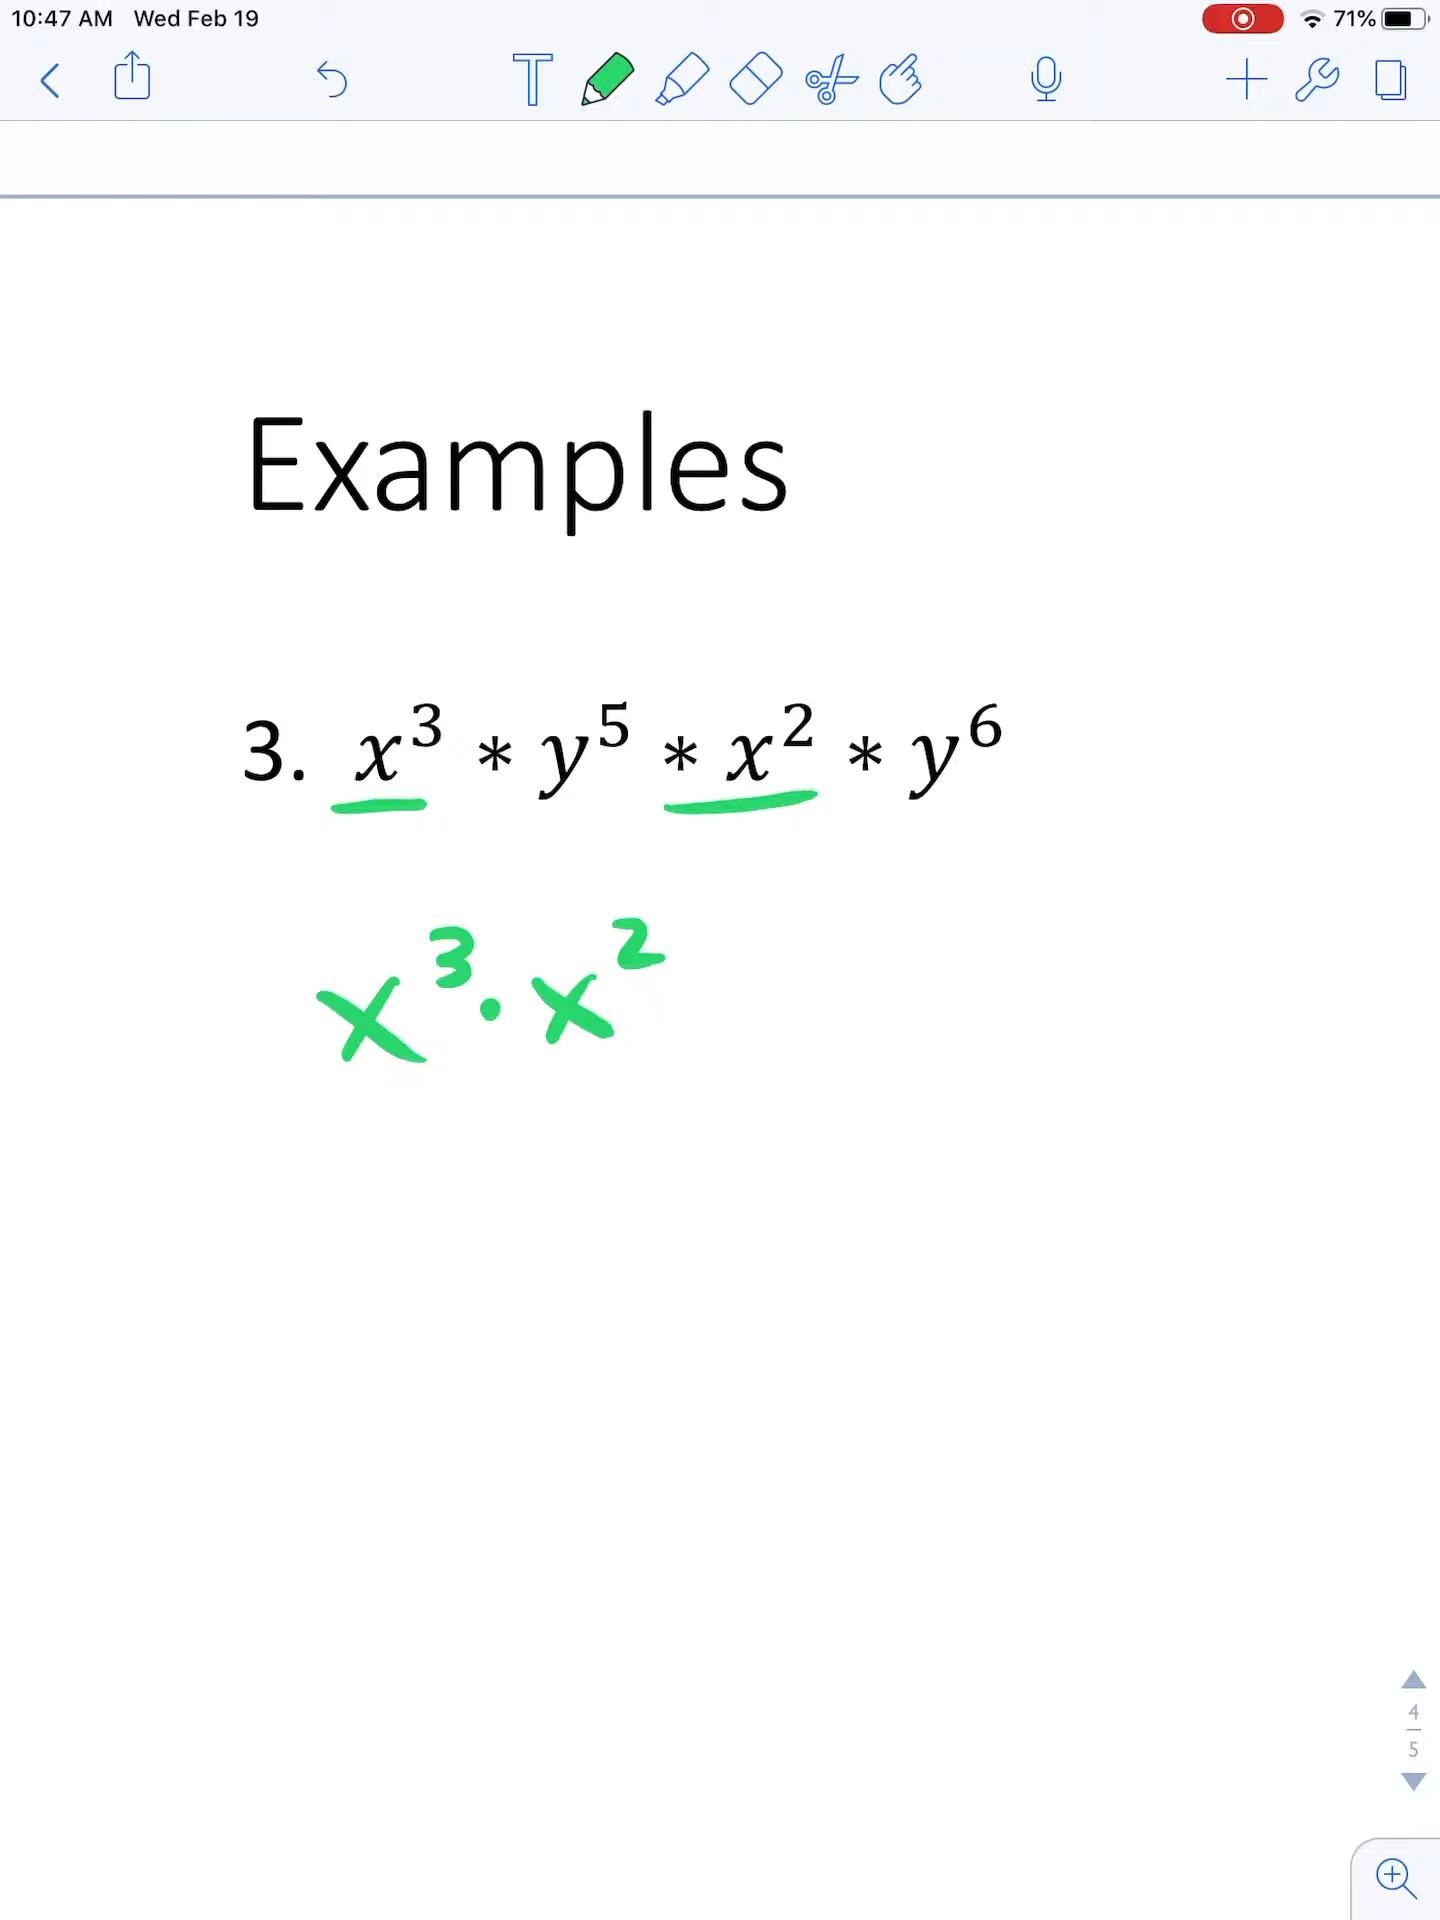 10:47 AM Wed Feb 19 71%
T
Examples
3. x³ * y⁵ * x² * y⁶
x³ · x²
4
5